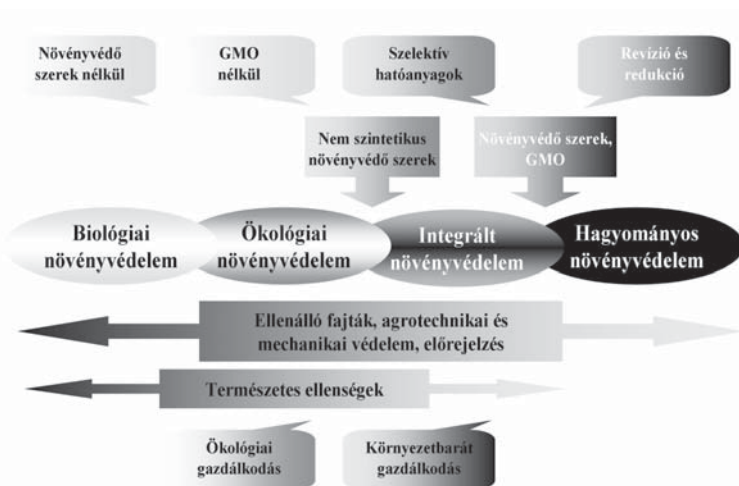 Növényvédő
szerek nélkül
GMO
nélkül
Szelektív
hatóanyagok
Revízió és
redukció
Nem szintetikus
növényvédő szerek
Növényvédő szerek,
GMO
Biológiai
növényvédelem
Ökológiai
növényvédelem
Integrált
növényvédelem
Hagyományos
növényvédelem
Ellenálló fajták, agrotechnikai és
mechanikai védelem, előrejelzés
Természetes ellenségek
Ökológiai
gazdálkodás
Környezetbarát
gazdálkodás